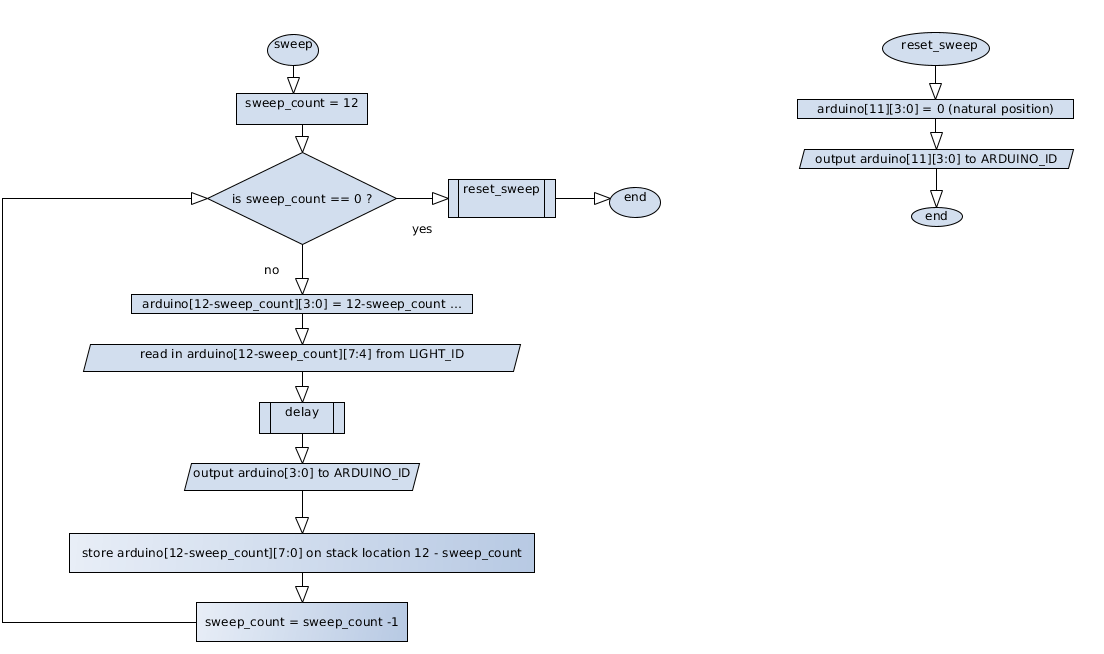 sweep
sweep_count = 12
is sweep_count == 0 ?
yes
reset_sweep
end
no
arduino[12-sweep_count][3:0] = 12-sweep_count ...
read in arduino[12-sweep_count][7:4] from LIGHT_ID
delay
output arduino[3:0] to ARDUINO_ID
store arduino[12-sweep_count][7:0] on stack location 12 - sweep_count
sweep_count = sweep_count -1
reset_sweep
arduino[11][3:0] = 0 (natural position)
output arduino[11][3:0] to ARDUINO_ID
end